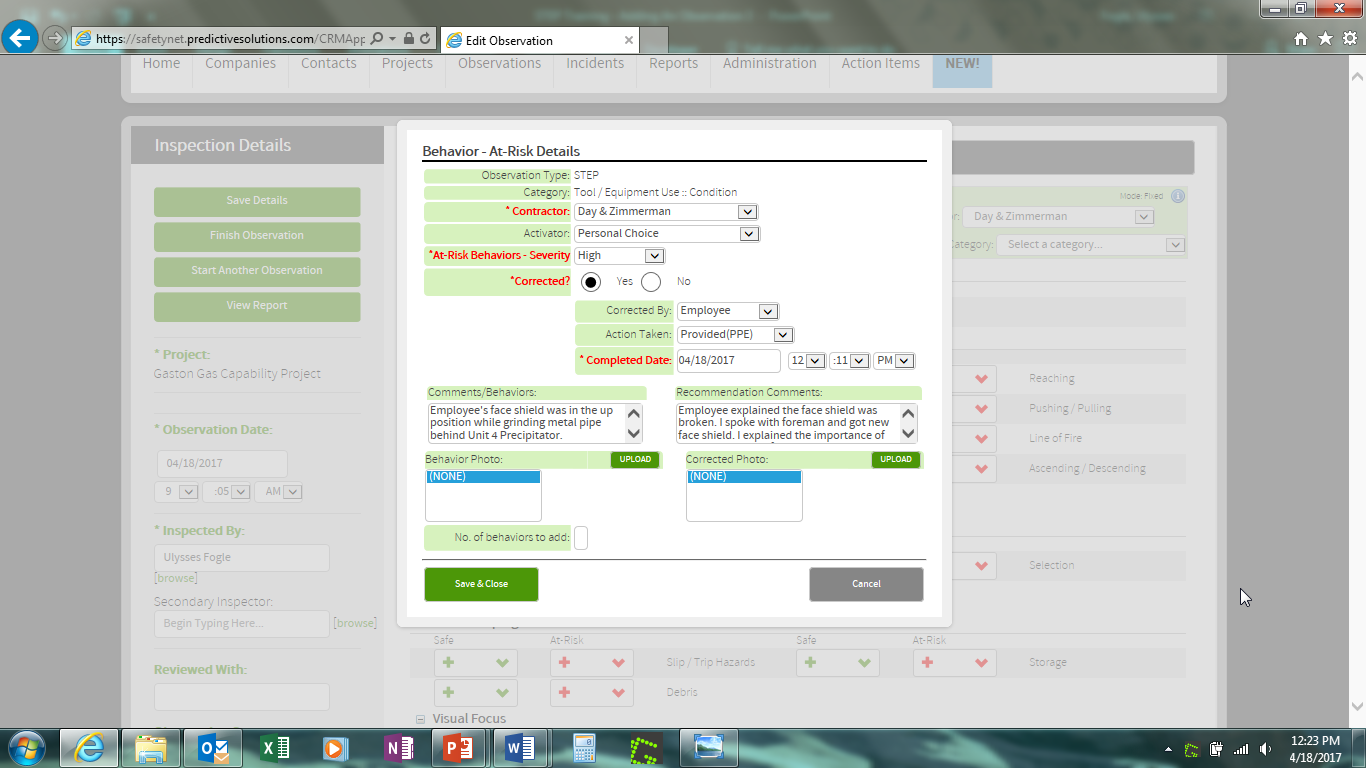 https://safetynet.predictivesolutions.com/CRMApp
Edit Observation
Home Companies Contacts Projects Observations Incidents Reports Administration Action Items NEW!
Inspection Details
Save Details
Finish Observation
Start Another Observation
View Report
* Project:
Gaston Gas Capability Project
* Observation Date:
04/18/2017
9 :05 AM
* Inspected By:
Ulysses Fogle
[browse]
Secondary Inspector:
Begin Typing Here... [browse]
Reviewed With:
Behavior - At-Risk Details
Observation Type: STEP
Category: Tool / Equipment Use :: Condition
* Contractor: Day & Zimmerman
Activator: Personal Choice
*At-Risk Behaviors - Severity High
*Corrected? Yes No
Corrected By: Employee
Action Taken: Provided(PPE)
* Completed Date: 04/18/2017 12 :11 PM
Comments/Behaviors:
Employee's face shield was in the up
position while grinding metal pipe
behind Unit 4 Precipitator.
Recommendation Comments:
Employee explained the face shield was
broken. I spoke with foreman and got new
face shield. I explained the importance of
Behavior Photo: UPLOAD
(NONE)
Corrected Photo: UPLOAD
(NONE)
No. of behaviors to add:
Save & Close Cancel
Mode: Fixed
Day & Zimmerman
Category: Select a category...
Reaching
Pushing / Pulling
Line of Fire
Ascending / Descending
Selection
Safe At-Risk Safe At-Risk
Slip / Trip Hazards Storage
Debris
Visual Focus
12:23 PM
4/18/2017